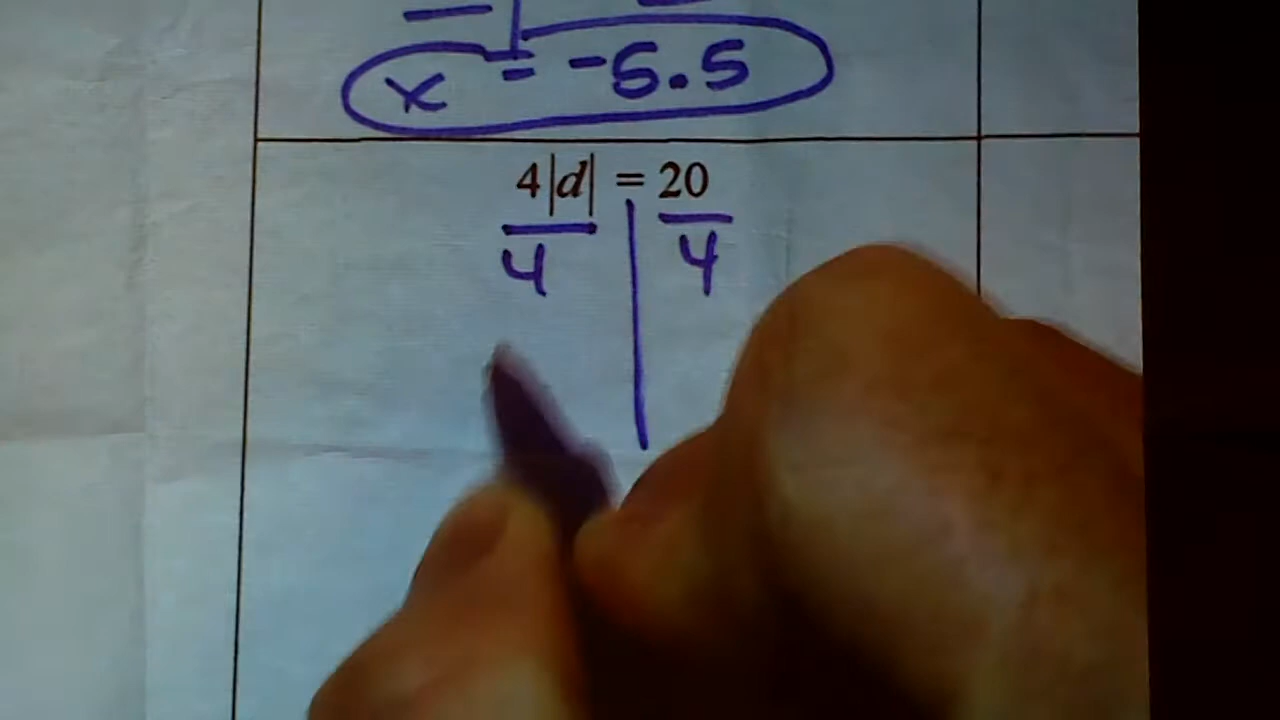 x = -5.5
4|d| = 20
4 4